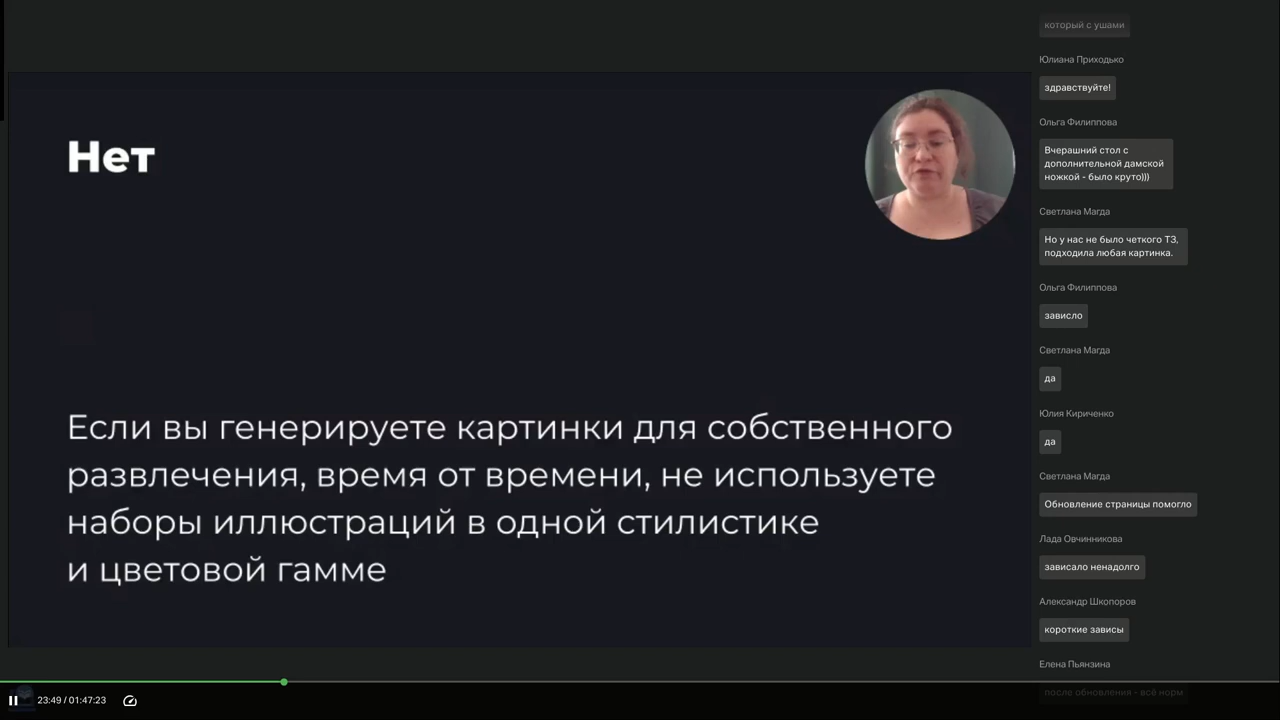 Нет
Если вы генерируете картинки для собственного
развлечения, время от времени, не используете
наборы иллюстраций в одной стилистике
и цветовой гамме
который с ушами
Юлиана Приходько
здравствуйте!
Ольга Филиппова
Вчерашний стол с
дополнительной дамской
ножкой - было круто)))
Светлана Магда
Но у нас не было четкого ТЗ,
подходила любая картинка.
Ольга Филиппова
зависло
Светлана Магда
да
Юлия Кириченко
да
Светлана Магда
Обновление страницы помогло
Лада Овчинникова
зависало ненадолго
Александр Шкопоров
короткие зависы
Елена Пьянзина
после обновления - всё норм
23:49 / 01:47:23